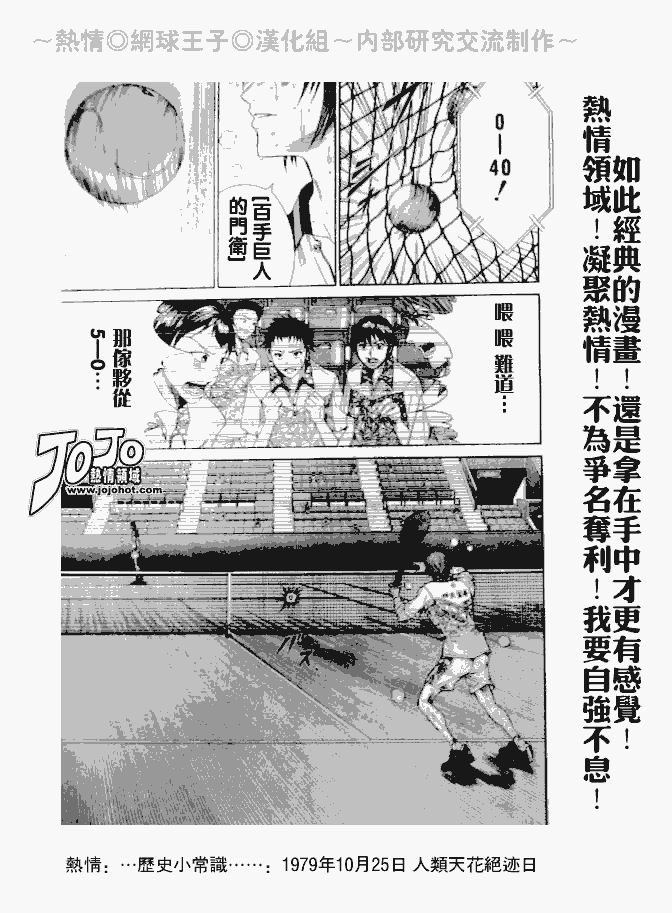 ～熱情◎網球王子◎漢化組～内部研究交流制作～
如此經典的漫畫！還是拿在手中才更有感覺！
熱情領域！凝聚熱情！不為爭名奪利！我要自強不息！
0—40！
[百手巨人
的門衛]
喂喂難道…
那傢夥從
5—0…
JOJO
熱情領域
www.jojohot.com
バス
熱情：…歷史小常識……：1979年10月25日 人類天花絕迹日